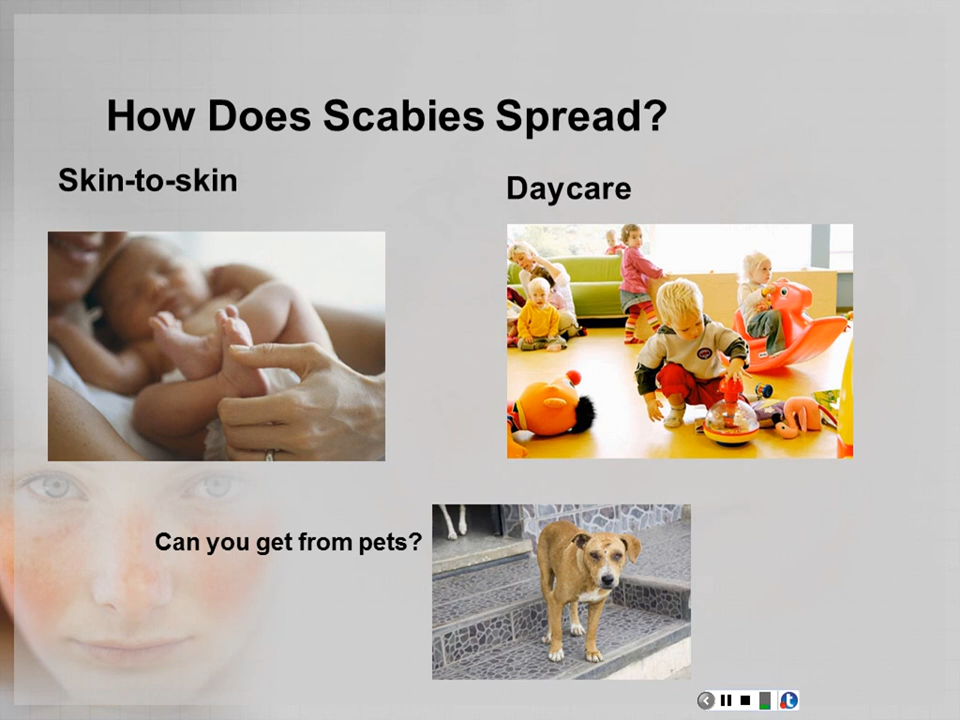 How Does Scabies Spread?
Skin-to-skin
Daycare
Can you get from pets?